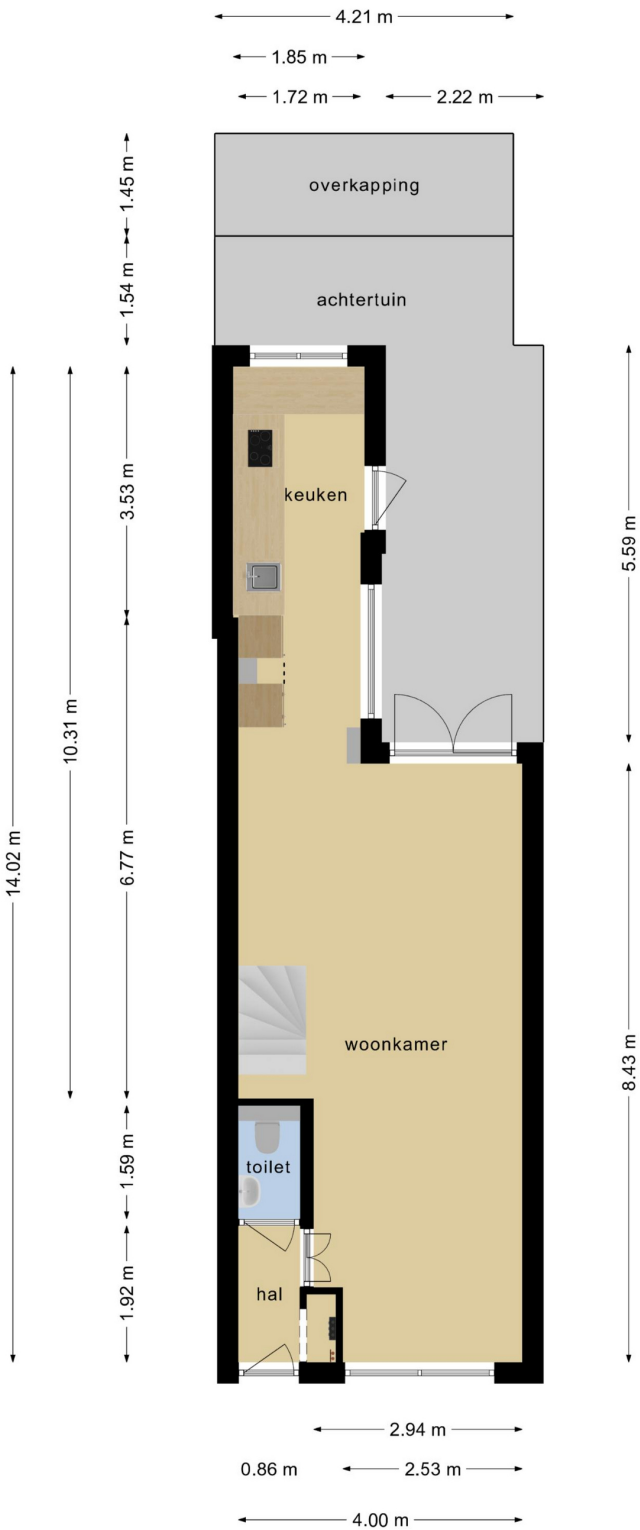 4.21 m
1.85 m
1.72 m
2.22 m
1.45 m
overkapping
1.54 m
achtertuin
3.53 m
keuken
5.59 m
10.31 m
14.02 m
6.77 m
woonkamer
8.43 m
1.59 m
toilet
1.92 m
hal
2.94 m
0.86 m
2.53 m
4.00 m